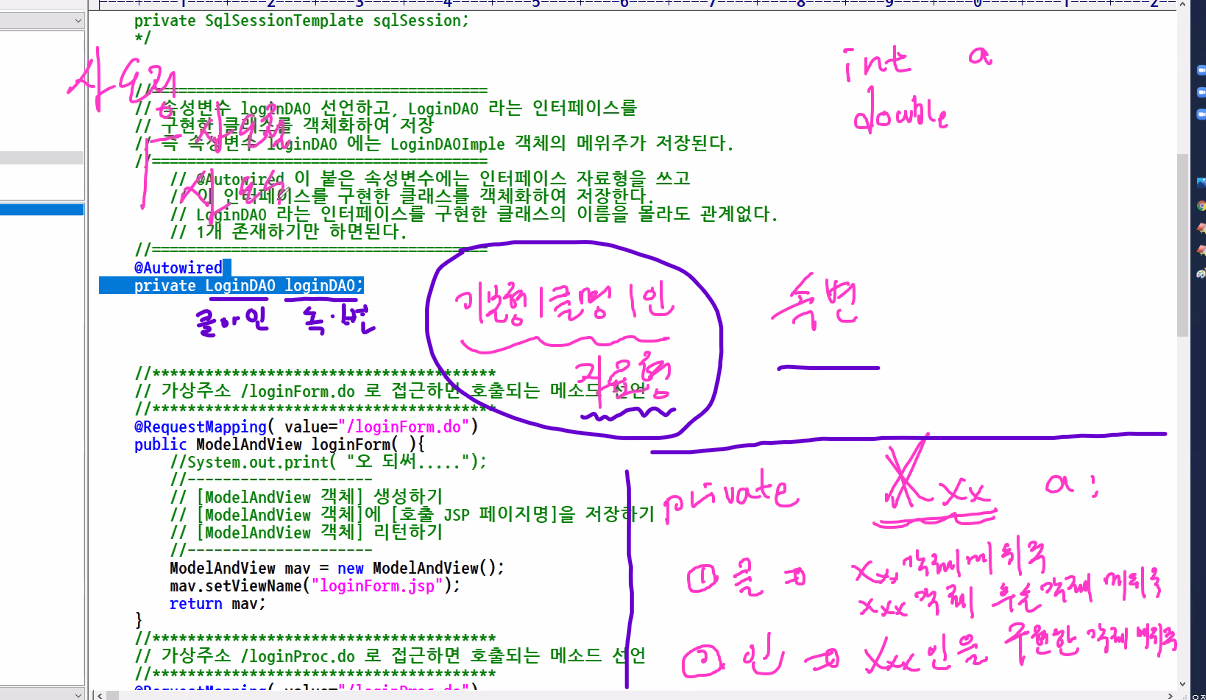 private SqlSessionTemplate sqlSession;
*/
//=====================================
// 속성변수 loginDAO 선언하고, LoginDAO 라는 인터페이스를
// 구현한 클래스를 객체화하여 저장
// 즉 속성변수 loginDAO 에는 LoginDAOImple 객체의 메위주가 저장된다.
//=====================================
// @Autowired 이 붙은 속성변수에는 인터페이스 자료형을 쓰고
// 이 인터페이스를 구현한 클래스를 객체화하여 저장한다.
// LoginDAO 라는 인터페이스를 구현한 클래스의 이름을 몰라도 관계없다.
// 1개 존재하기만 하면된다.
//=====================================
@Autowired
private LoginDAO loginDAO;
int a
double
기본형|클명|인
자료형
속변
클 인 속.변
//***************************************
// 가상주소 /loginForm.do 로 접근하면 호출되는 메소드 선언
//***************************************
@RequestMapping( value="/loginForm.do")
public ModelAndView loginForm( ){
//System.out.print( "오 되써.....");
//--------------------
// [ModelAndView 객체] 생성하기
// [ModelAndView 객체]에 [호출 JSP 페이지명]을 저장하기
// [ModelAndView 객체] 리턴하기
//--------------------
ModelAndView mav = new ModelAndView();
mav.setViewName("loginForm.jsp");
return mav;
}
//***************************************
// 가상주소 /loginProc.do 로 접근하면 호출되는 메소드 선언
//***************************************
@RequestMapping( value="/loginProc.do")
private Xxx a;
① 클 ⇒ xxx객체메위주
xxx객체 후손객체 메위주
② 인 ⇒ Xxx인을 구현한 객체 메위주